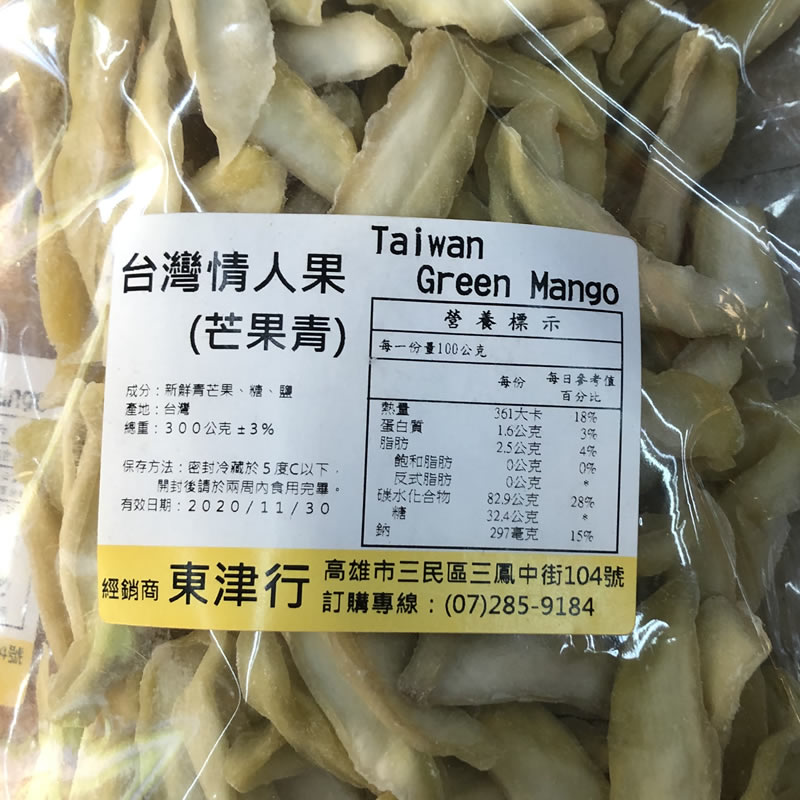 台灣情人果
(芒果青)
Taiwan
Green Mango
成分：新鮮青芒果、糖、鹽
產地：台灣
總重：300公克±3%
保存方法：密封冷藏於5度C以下，
開封後請於兩周內食用完畢。
有效日期：2020/11/30
營養標示
每一份量100公克
每份 每日參考值
百分比
熱量 361大卡 18%
蛋白質 1.6公克 3%
脂肪 2.5公克 4%
飽和脂肪 0公克 0%
反式脂肪 0公克 *
碳水化合物 82.9公克 28%
糖 32.4公克 *
鈉 297毫克 15%
經銷商 東津行
高雄市三民區三鳳中街104號
訂購專線：(07)285-9184